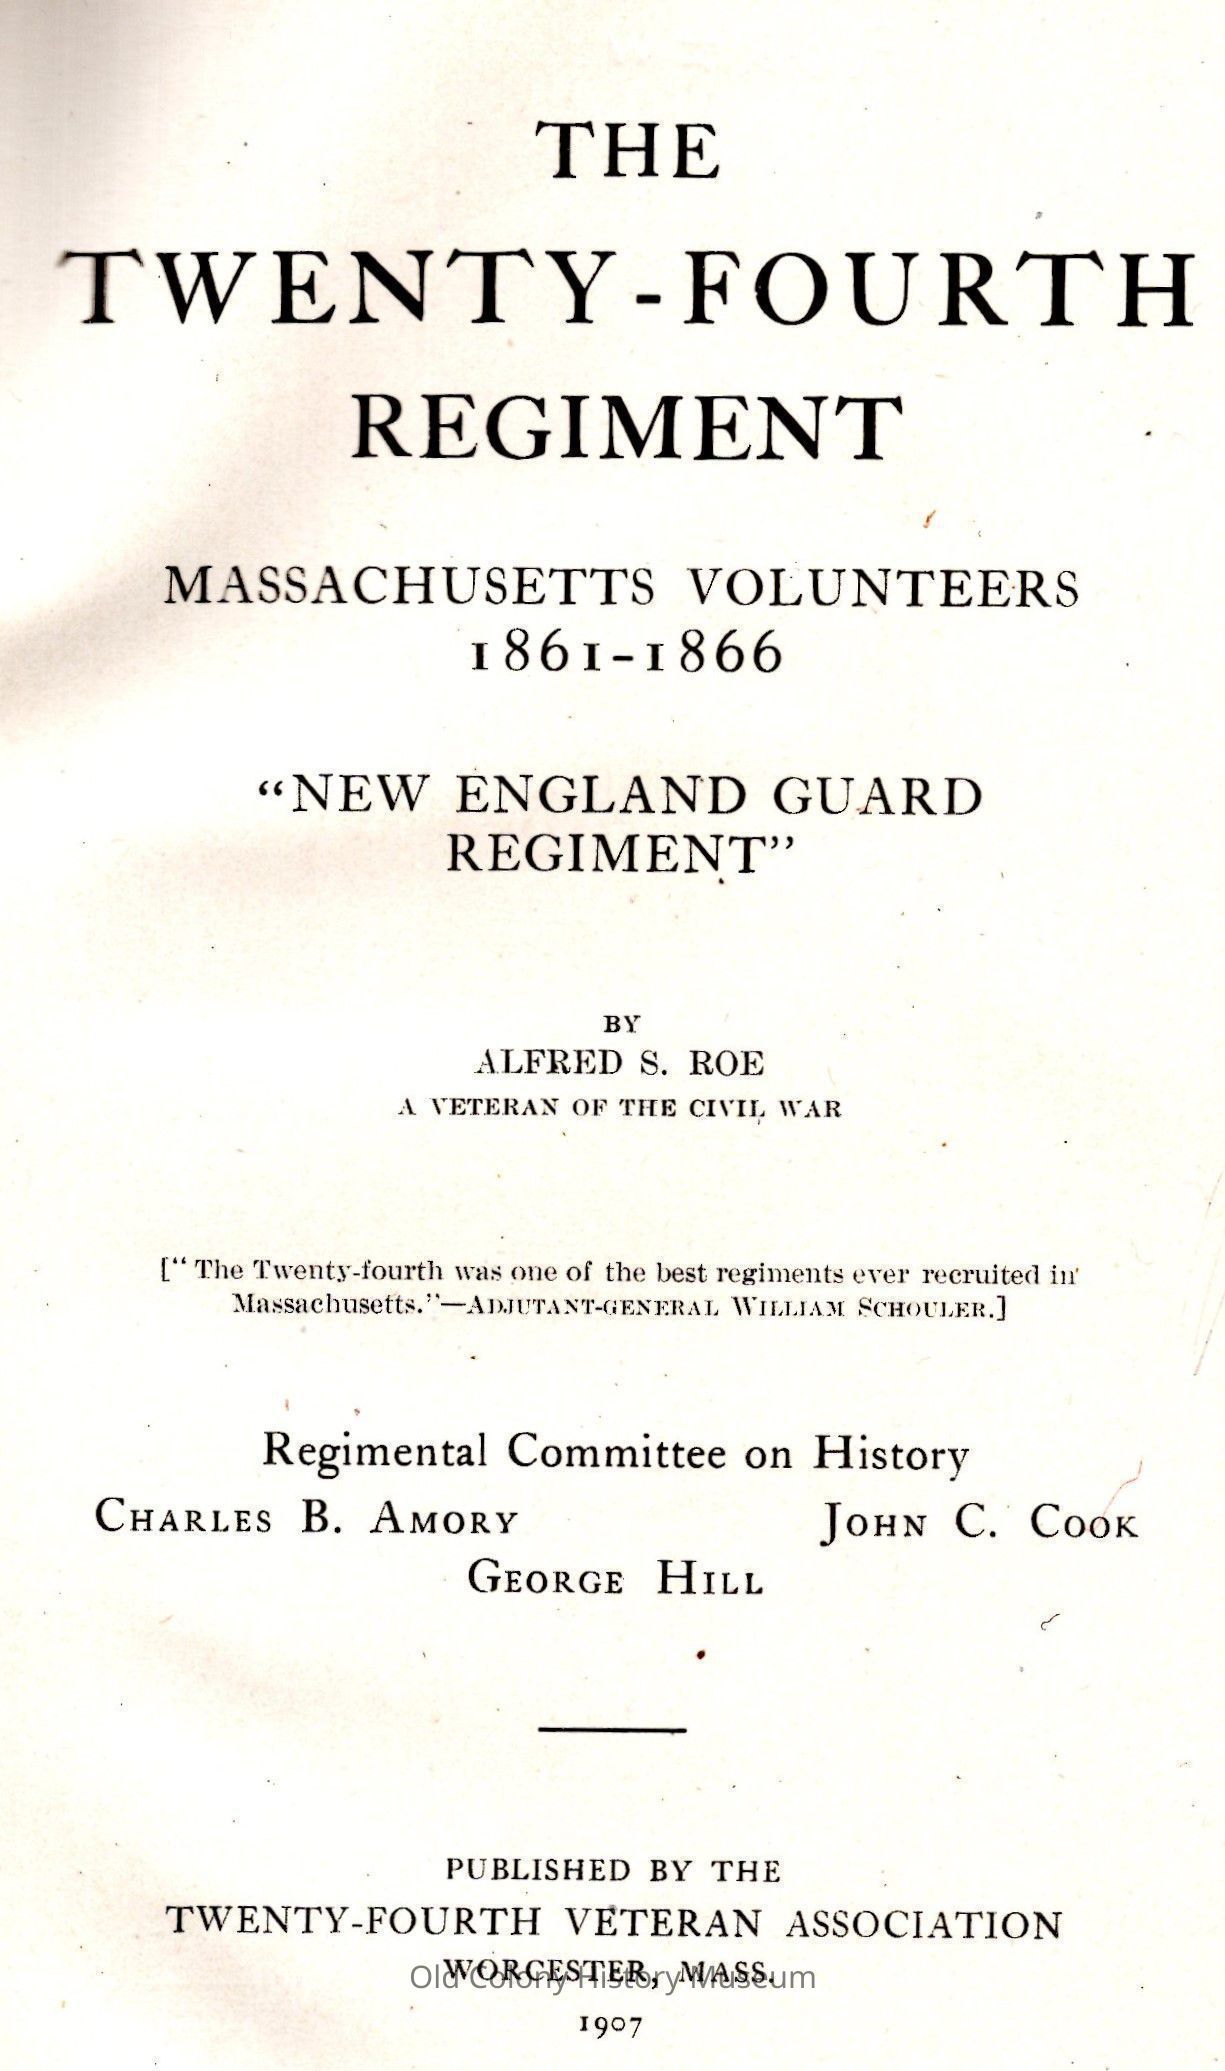 THE
TWENTY-FOURTH
REGIMENT
MASSACHUSETTS VOLUNTEERS
1861-1866
“NEW ENGLAND GUARD
REGIMENT”
BY
ALFRED S. ROE
A VETERAN OF THE CIVIL WAR
[“The Twenty-fourth was one of the best regiments ever recruited in
Massachusetts.”—ADJUTANT-GENERAL WILLIAM SCHOULER.]
Regimental Committee on History
CHARLES B. AMORY JOHN C. COOK
GEORGE HILL
PUBLISHED BY THE
TWENTY-FOURTH VETERAN ASSOCIATION
WORCESTER, MASS.
Old Colony History Museum
1907